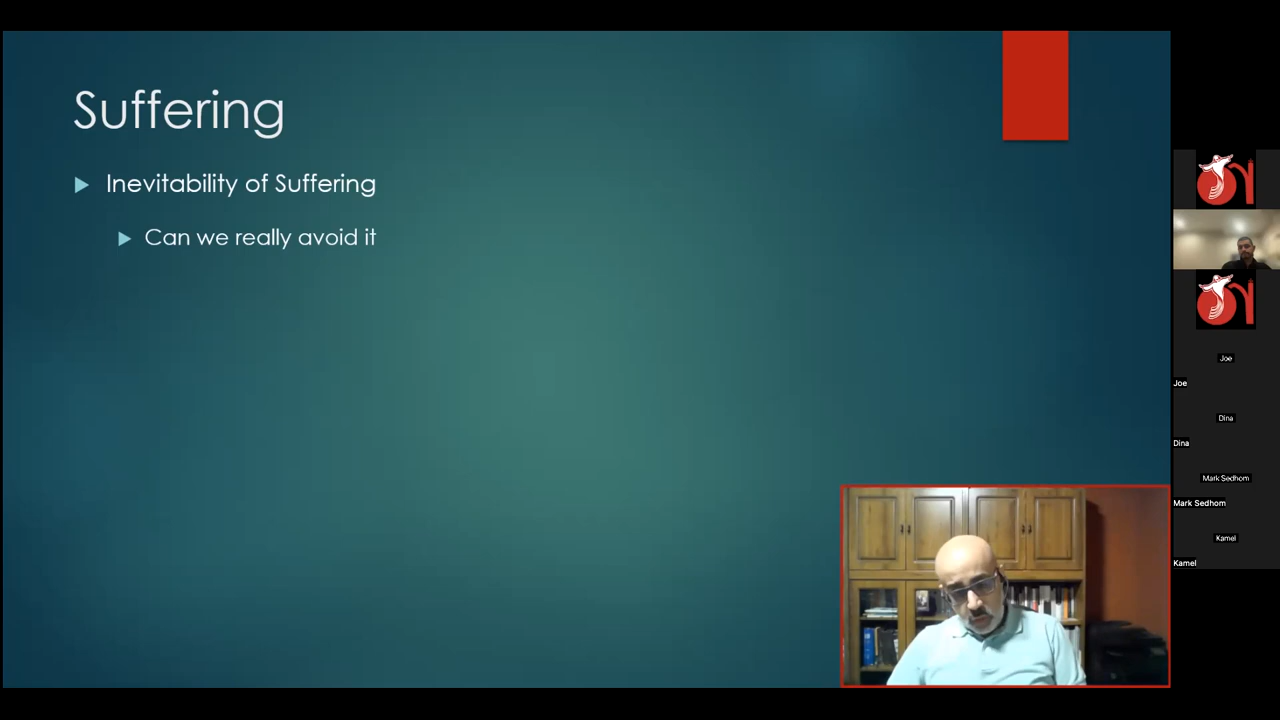 Suffering
Inevitability of Suffering
Can we really avoid it
Joe
Joe
Dina
Dina
Mark Sedhom
Mark Sedhom
Kamel
Kamel